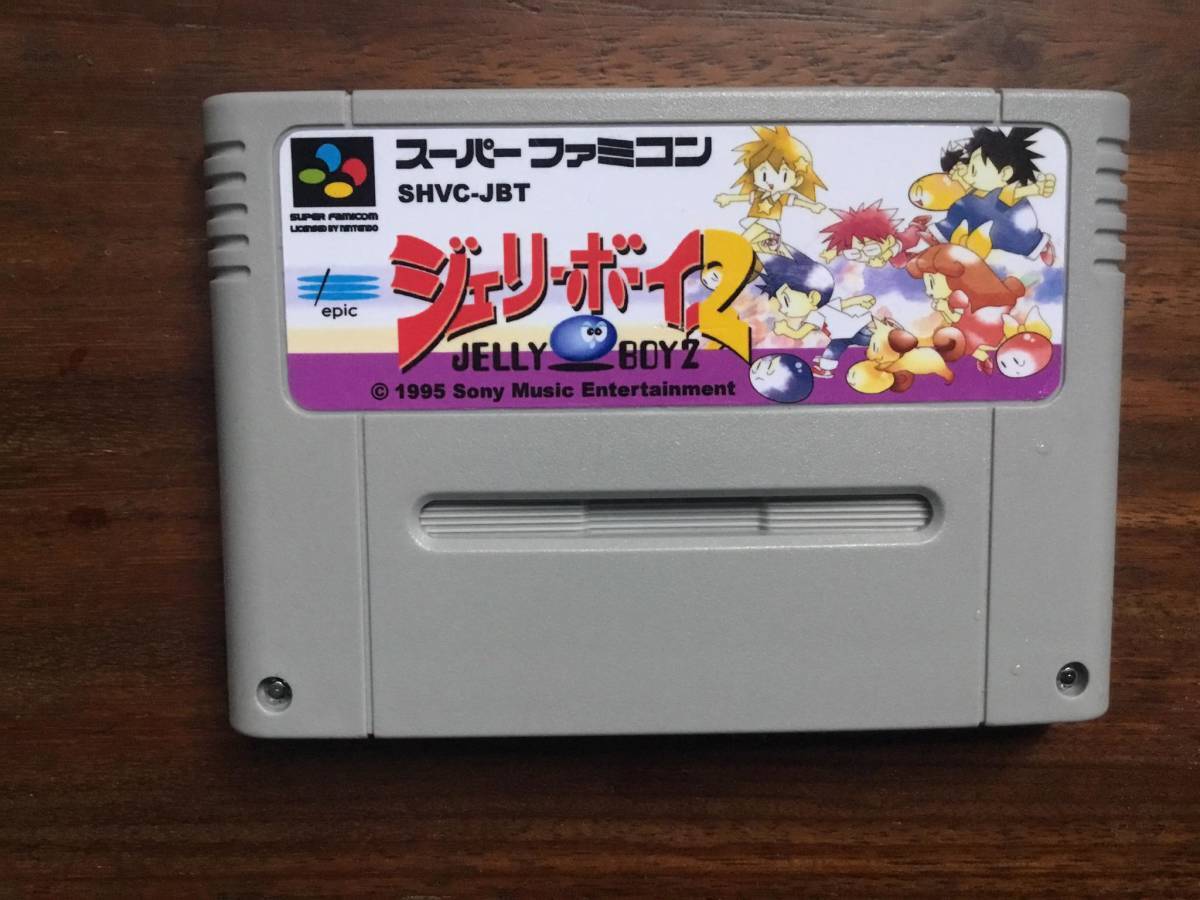 スーパーファミコン
SHVC-JBT
SUPER FAMICOM
LICENSED BY NINTENDO
epic
ジェリーボーイ2
JELLY BOY 2
© 1995 Sony Music Entertainment